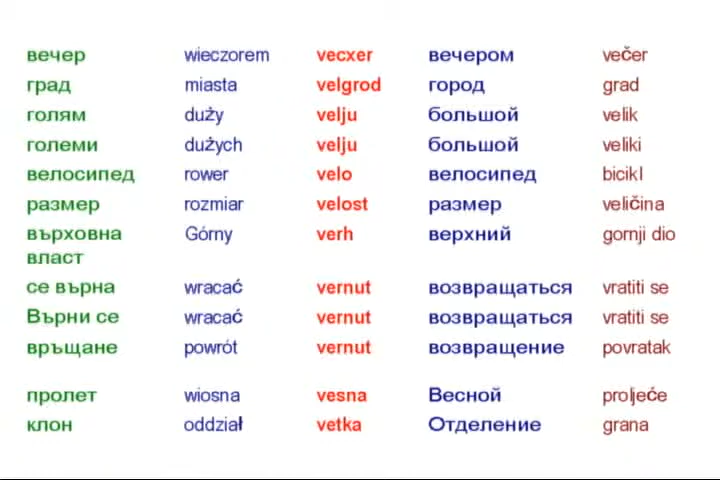 вечер wieczorem vecxer вечером večer
град miasta velgrod город grad
голям duży velju большой velik
големи dużych velju большой veliki
велосипед rower velo велосипед bicikl
размер rozmiar velost размер veličina
върховна Górny verh верхний gornji dio
власт
се върна wracać vernut возвращаться vratiti se
Върни се wracać vernut возвращаться vratiti se
връщане powrót vernut возвращение povratak
пролет wiosna vesna Весной proljeće
клон oddział vetka Отделение grana